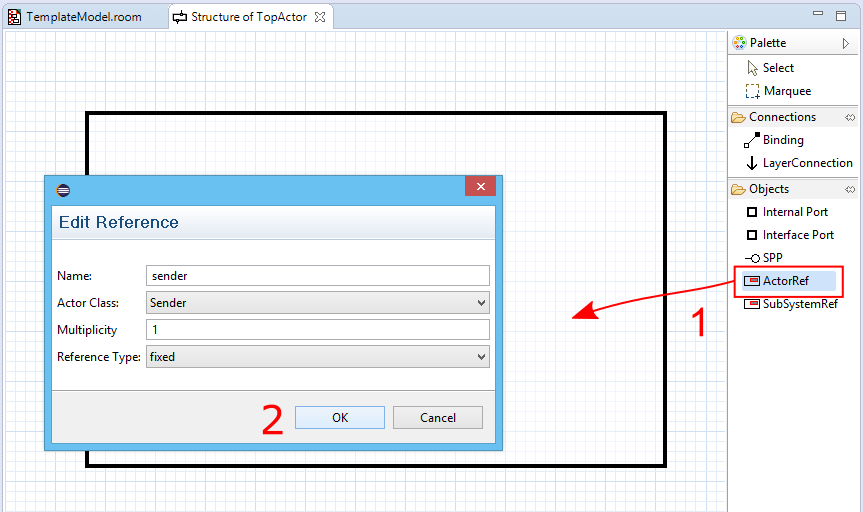 TemplateModel.room
Structure of TopActor
Palette
Select
Marquee
Connections
Binding
LayerConnection
Objects
Internal Port
Interface Port
SPP
ActorRef
SubSystemRef
1
Edit Reference
Name: sender
Actor Class: Sender
Multiplicity 1
Reference Type: fixed
2
OK
Cancel